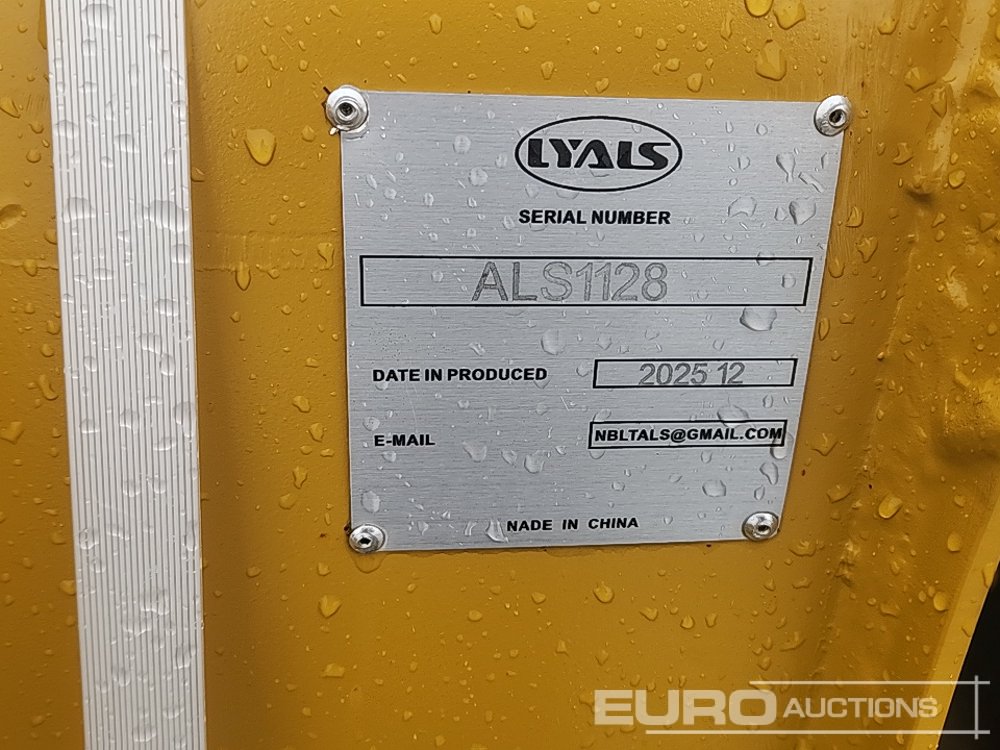 LYALS
SERIAL NUMBER
ALS1128
DATE IN PRODUCED 2025 12
E-MAIL NBLTALS@GMAIL.COM
NADE IN CHINA
EURO AUCTIONS